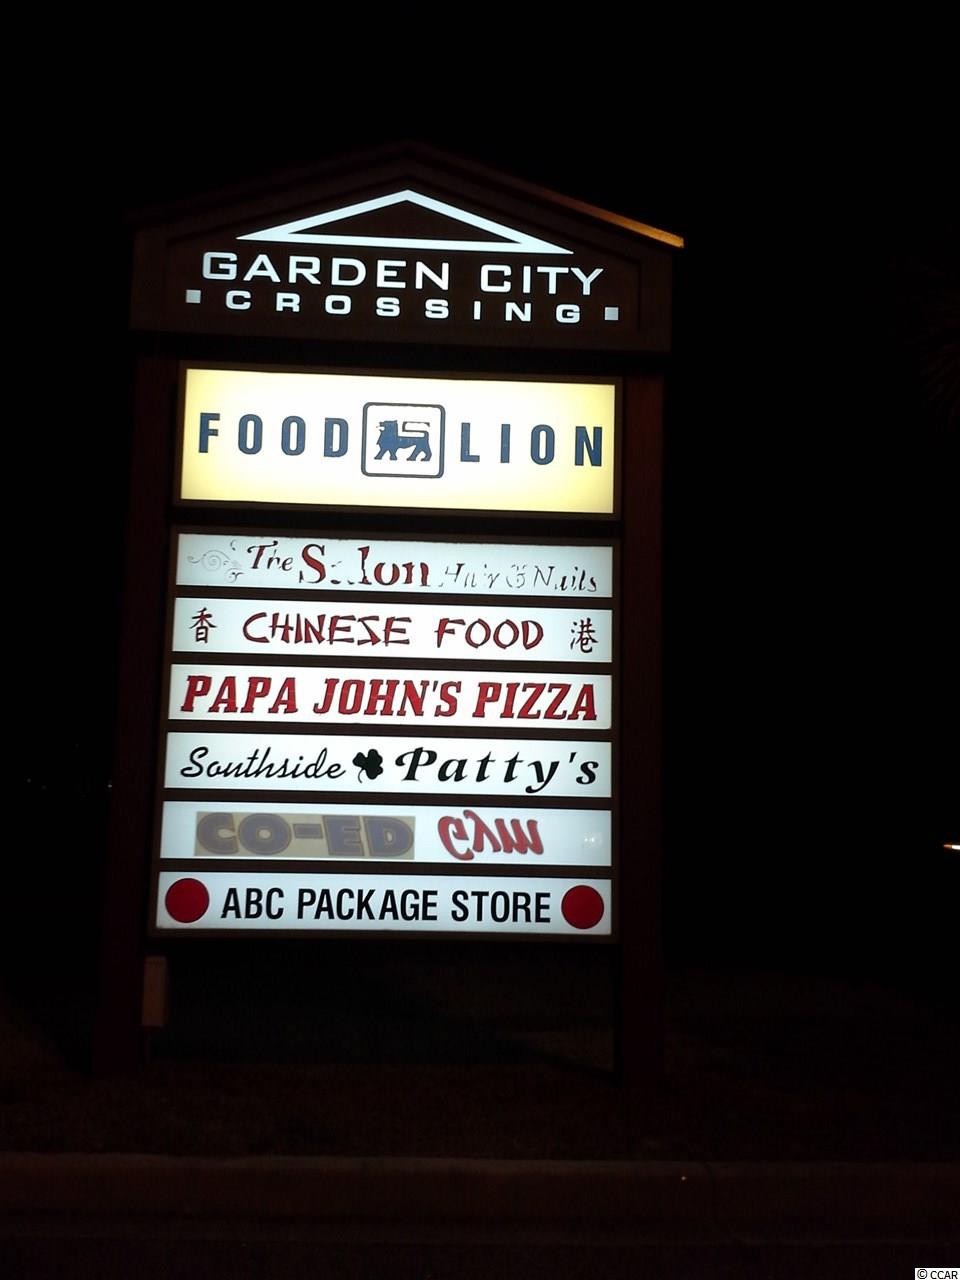 GARDEN CITY
CROSSING
FOOD LION
The Salon Hair & Nails
香 CHINESE FOOD 港
PAPA JOHN'S PIZZA
Southside Patty's
CO-ED GYM
ABC PACKAGE STORE
© CCAR